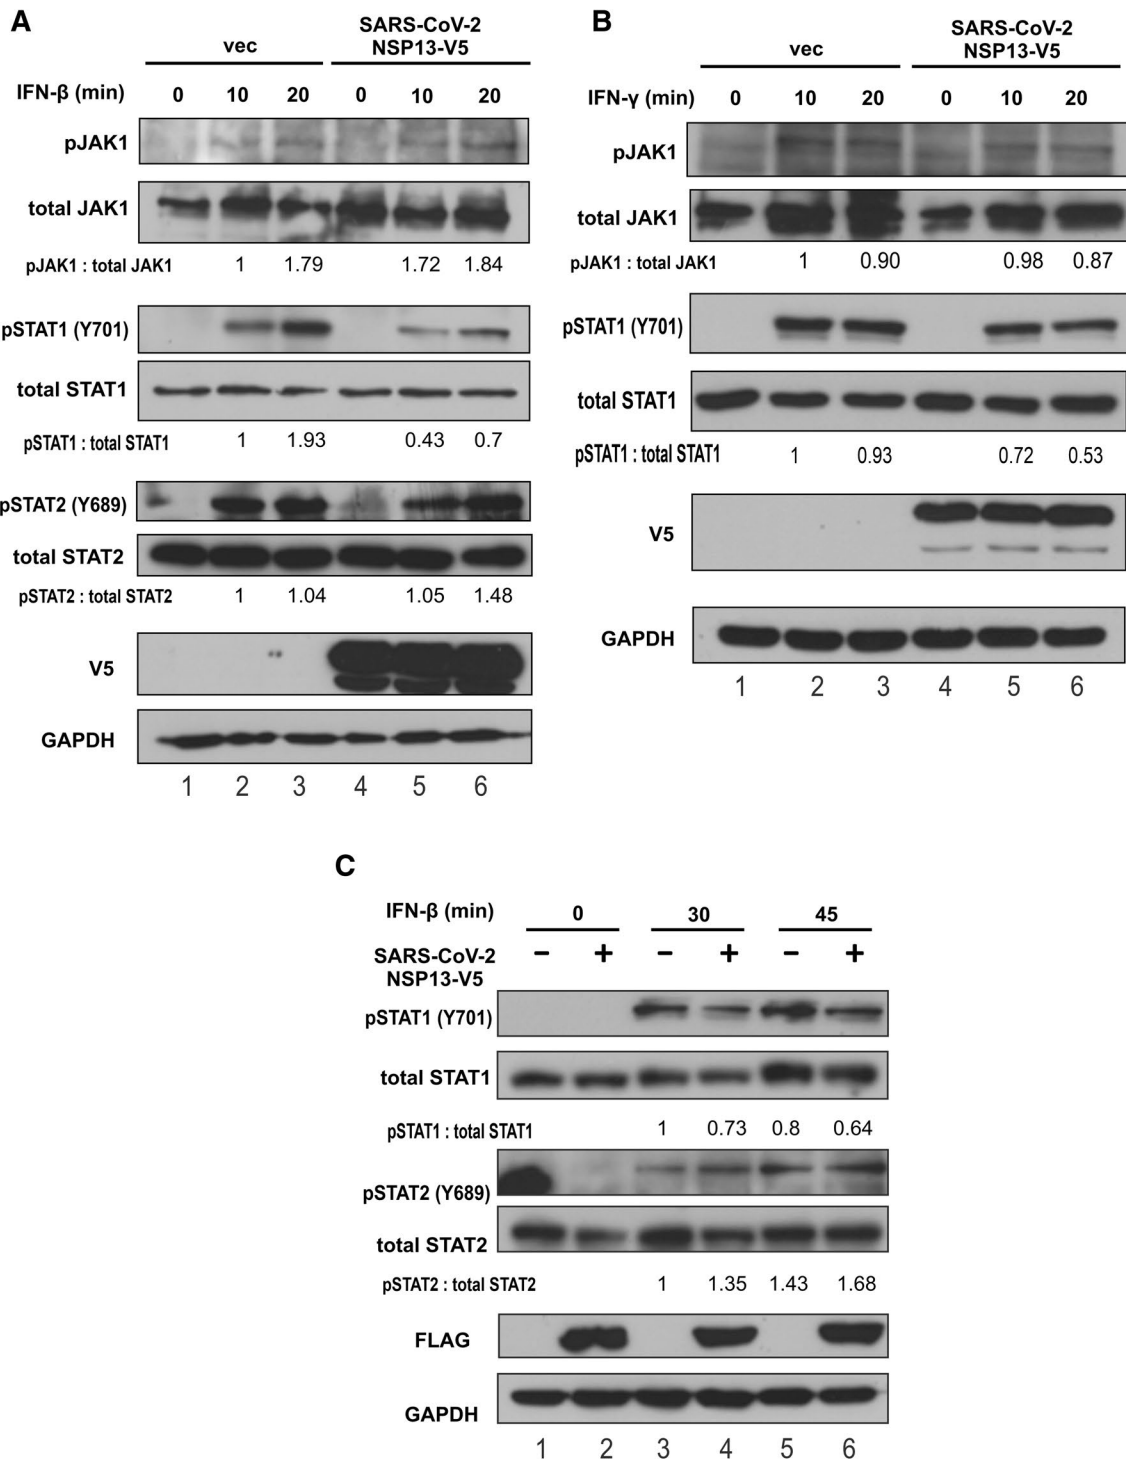 A
SARS-CoV-2
vec NSP13-V5
IFN-β (min) 0 10 20 0 10 20
pJAK1
total JAK1
pJAK1 : total JAK1 1 1.79 1.72 1.84
pSTAT1 (Y701)
total STAT1
pSTAT1 : total STAT1 1 1.93 0.43 0.7
pSTAT2 (Y689)
total STAT2
pSTAT2 : total STAT2 1 1.04 1.05 1.48
V5
GAPDH
1 2 3 4 5 6
B
SARS-CoV-2
vec NSP13-V5
IFN-γ (min) 0 10 20 0 10 20
pJAK1
total JAK1
pJAK1 : total JAK1 1 0.90 0.98 0.87
pSTAT1 (Y701)
total STAT1
pSTAT1 : total STAT1 1 0.93 0.72 0.53
V5
GAPDH
1 2 3 4 5 6
C
IFN-β (min) 0 30 45
SARS-CoV-2 − + − + − +
NSP13-V5
pSTAT1 (Y701)
total STAT1
pSTAT1 : total STAT1 1 0.73 0.8 0.64
pSTAT2 (Y689)
total STAT2
pSTAT2 : total STAT2 1 1.35 1.43 1.68
FLAG
GAPDH
1 2 3 4 5 6